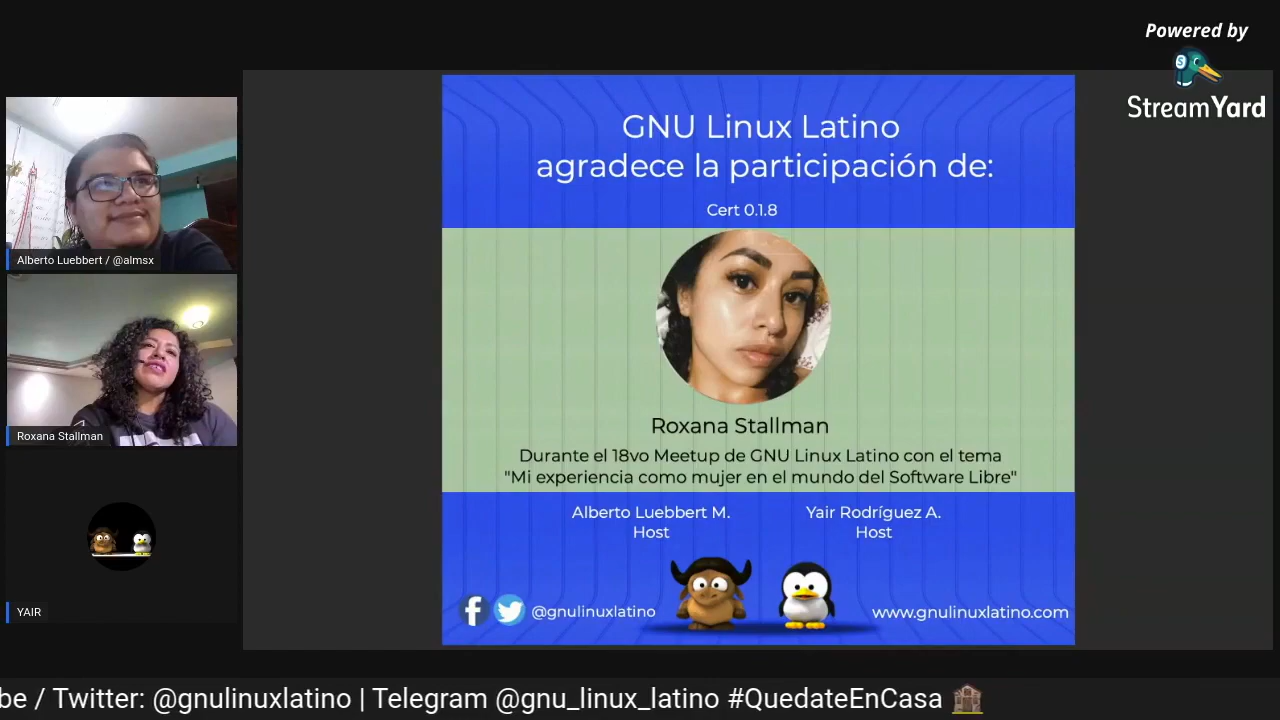 Powered by
StreamYard
Alberto Luebbert / @almsx
Roxana Stallman
YAIR
GNU Linux Latino
agradece la participación de:
Cert 0.1.8
Roxana Stallman
Durante el 18vo Meetup de GNU Linux Latino con el tema
"Mi experiencia como mujer en el mundo del Software Libre"
Alberto Luebbert M.
Host
Yair Rodríguez A.
Host
@gnulinuxlatino
www.gnulinuxlatino.com
be / Twitter: @gnulinuxlatino | Telegram @gnu_linux_latino #QuedateEnCasa